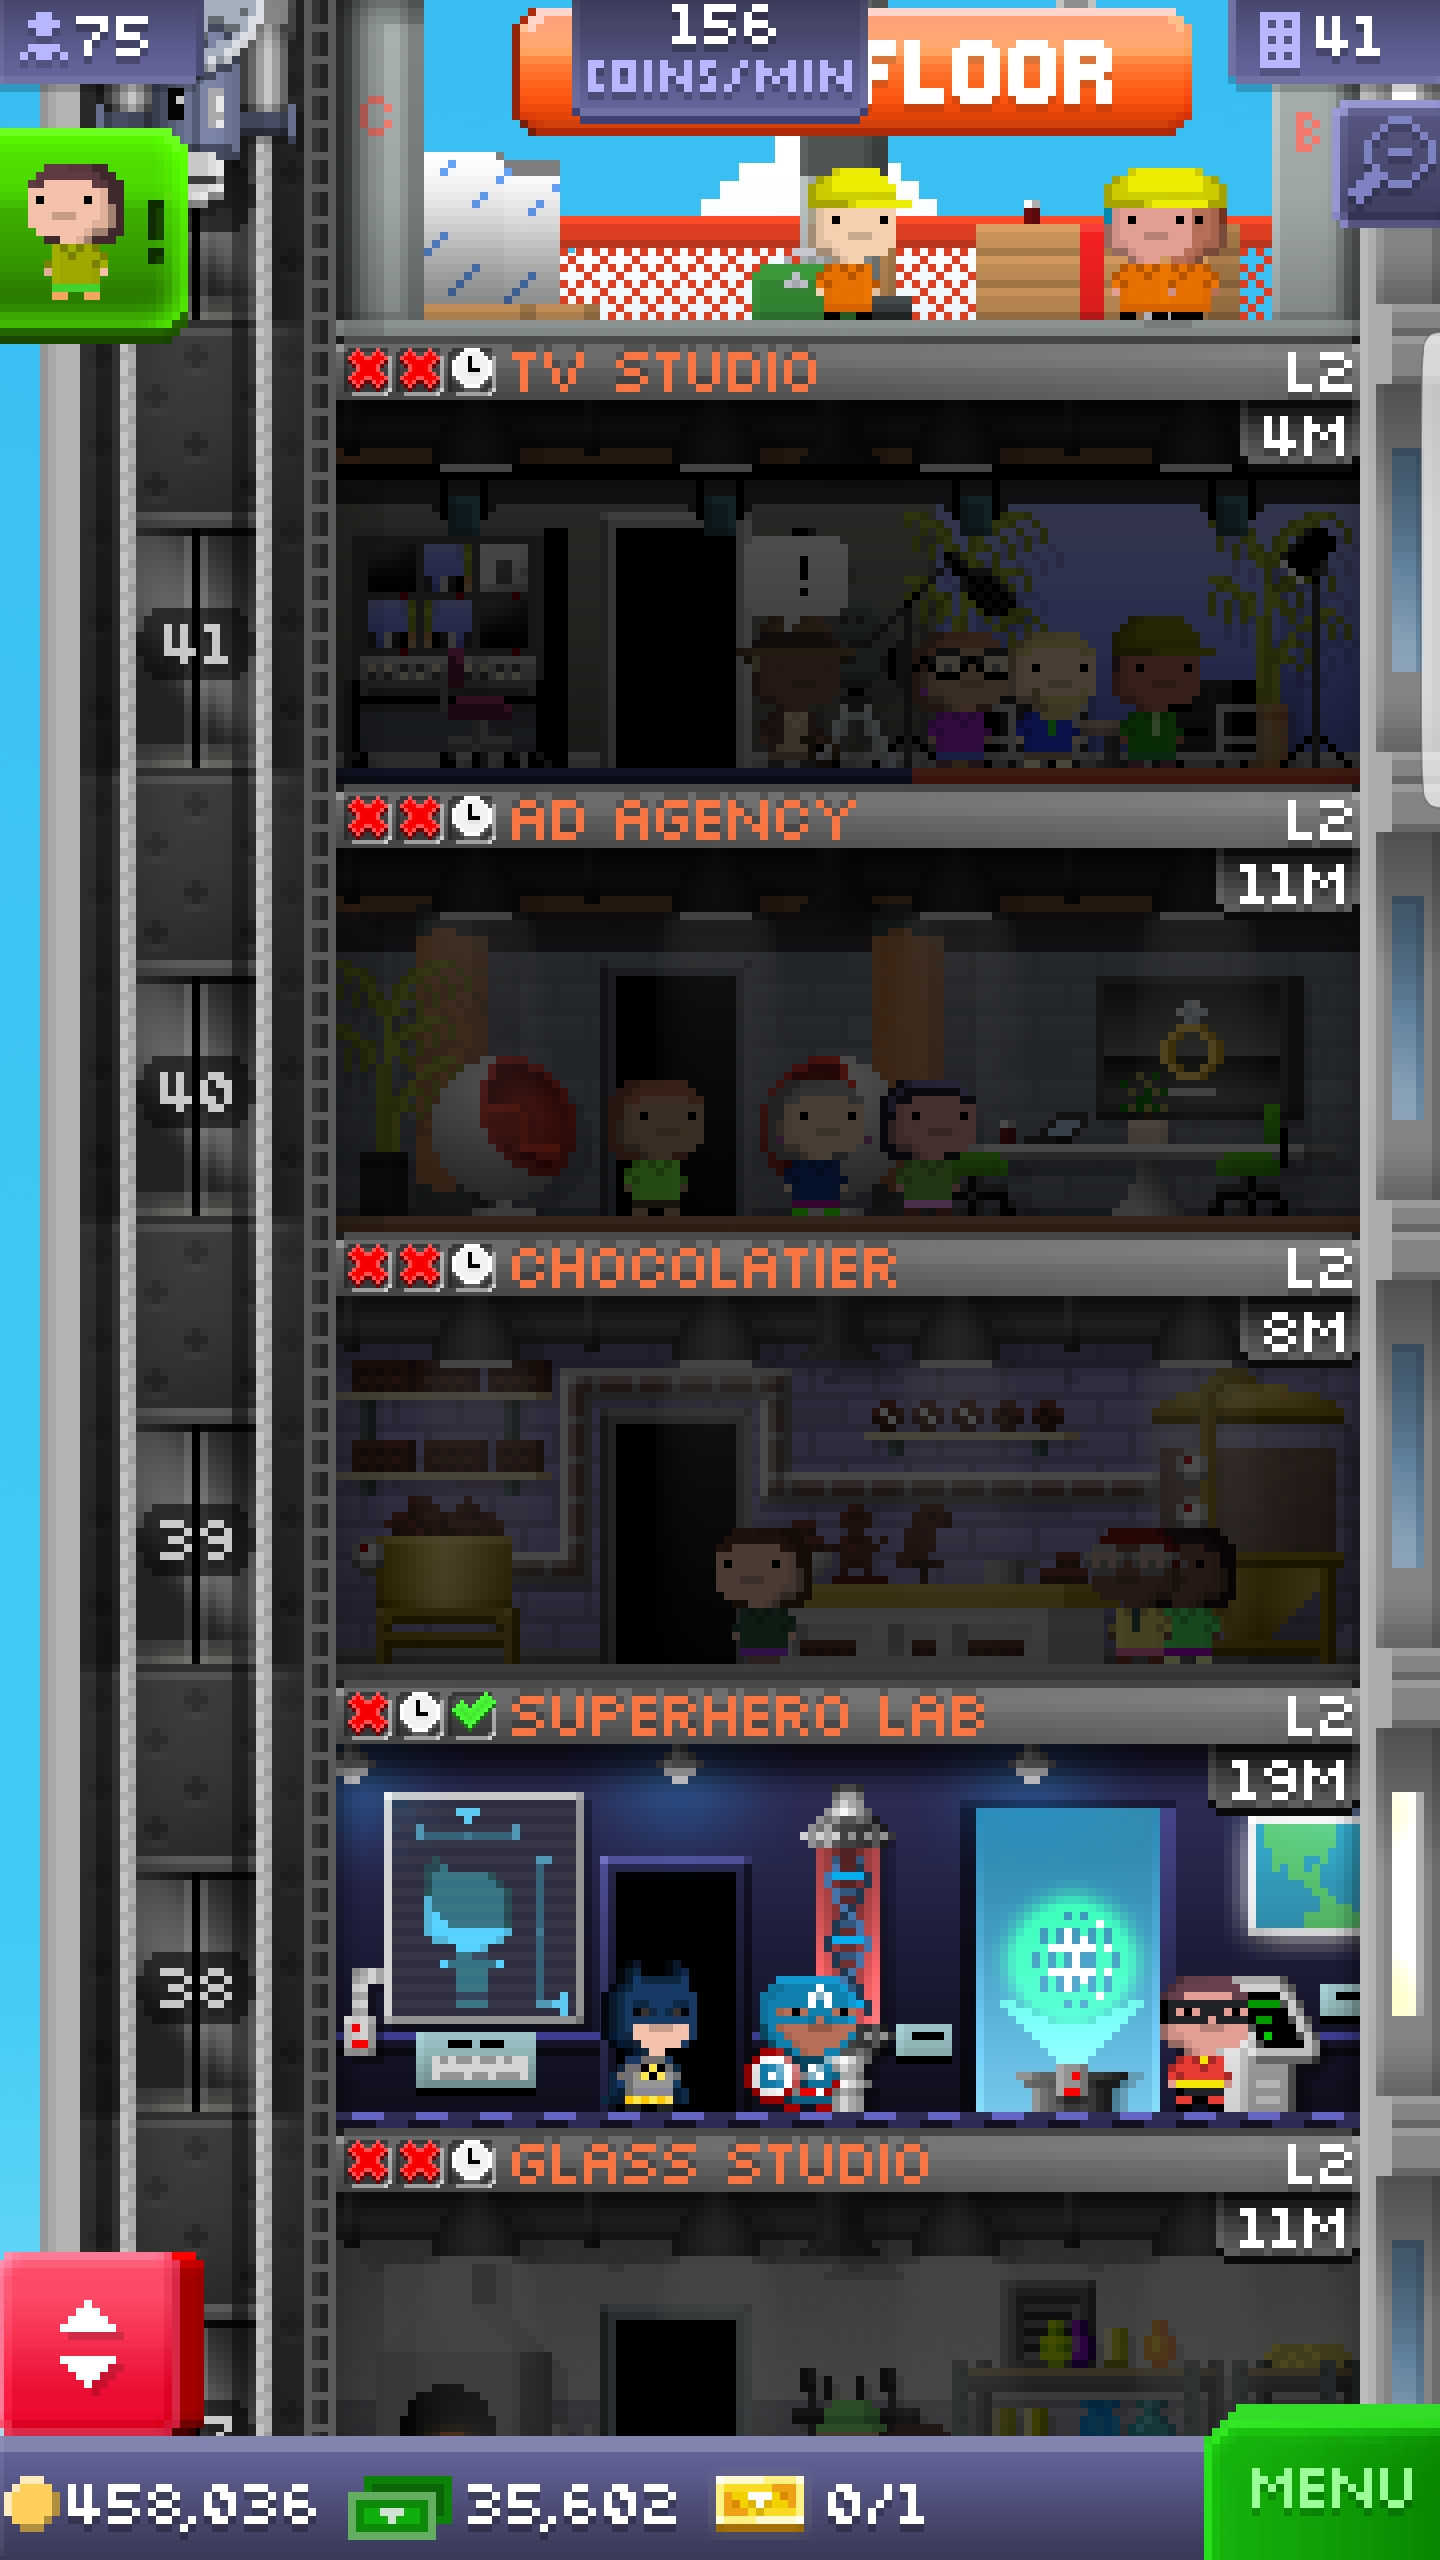 75
156
COINS/MIN
FLOOR
41
C
B
!
TV STUDIO L2
4M
!
41
AD AGENCY L2
11M
40
CHOCOLATIER L2
8M
39
SUPERHERO LAB L2
19M
A
38
GLASS STUDIO L2
11M
458,036
35,602
0/1
MENU